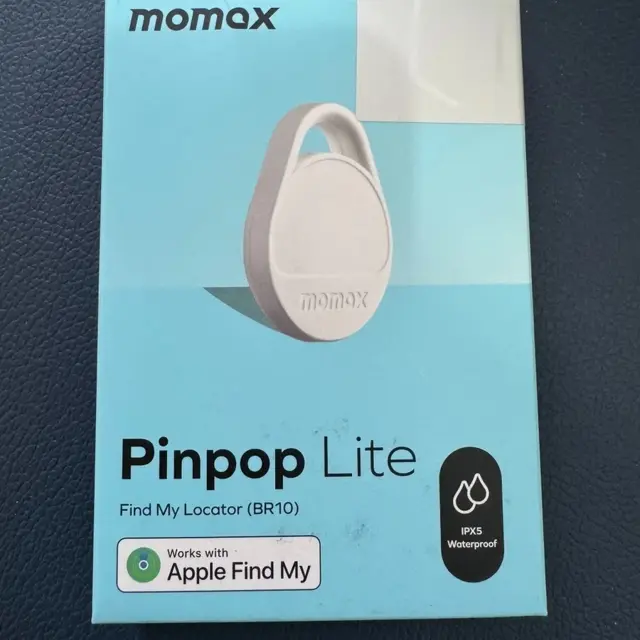 momax
momax
Pinpop Lite
Find My Locator (BR10)
Works with
Apple Find My
IPX5
Waterproof